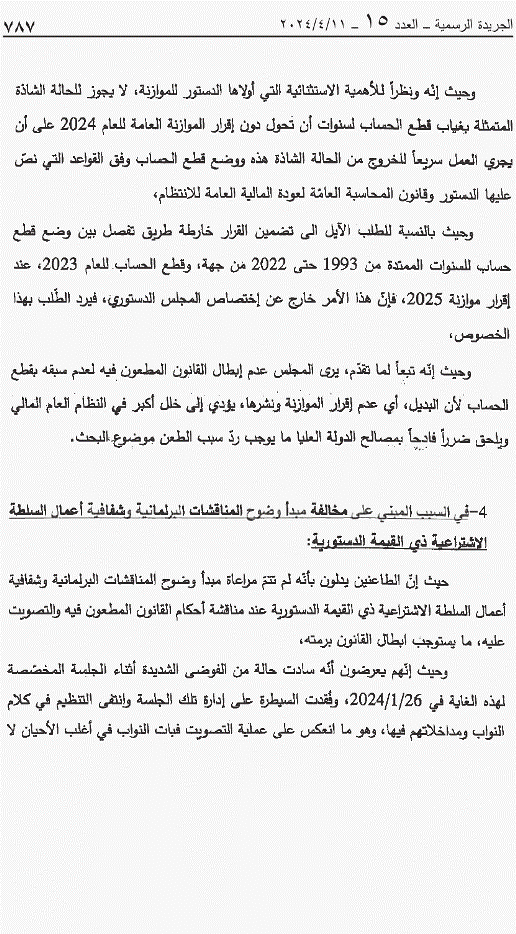 الجريدة الرسمية ــ العدد ١٥ ــ ٢٠٢٤/٤/١١ ٧٨٧
وحيث إنّه ونظراً للأهمية الاستثنائية التي أولاها الدستور للموازنة، لا يجوز للحالة الشاذة
المتمثلة بغياب قطع الحساب لسنوات أن تحول دون إقرار الموازنة العامة للعام 2024 على أن
يجري العمل سريعاً للخروج من الحالة الشاذة هذه ووضع قطع الحساب وفق القواعد التي نصّ
عليها الدستور وقانون المحاسبة العامّة لعودة المالية العامة للانتظام،
وحيث بالنسبة للطلب الآيل الى تضمين القرار خارطة طريق تفصل بين وضع قطع
حساب للسنوات الممتدة من 1993 حتى 2022 من جهة، وقطع الحساب للعام 2023، عند
إقرار موازنة 2025، فإنّ هذا الأمر خارج عن إختصاص المجلس الدستوري، فيرد الطّلب بهذا
الخصوص،
وحيث إنّه تبعاً لما تقدّم، يرى المجلس عدم إبطال القانون المطعون فيه لعدم سبقه بقطع
الحساب لأن البديل، أي عدم إقرار الموازنة ونشرها، يؤدي إلى خلل أكبر في النظام العام المالي
ويلحق ضرراً فادحاً بمصالح الدولة العليا ما يوجب ردّ سبب الطعن موضوع البحث.
4-في السبب المبني على مخالفة مبدأ وضوح المناقشات البرلمانية وشفافية أعمال السلطة
الإشتراعية ذي القيمة الدستورية:
حيث إنّ الطاعنين يدلون بأنه لم تتمّ مراعاة مبدأ وضوح المناقشات البرلمانية وشفافية
أعمال السلطة الاشتراعية ذي القيمة الدستورية عند مناقشة أحكام القانون المطعون فيه والتصويت
عليه، ما يستوجب ابطال القانون برمته،
وحيث إنّهم يعرضون أنّه سادت حالة من الفوضى الشديدة أثناء الجلسة المخصّصة
لهذه الغاية في 2024/1/26، وفُقدت السيطرة على إدارة تلك الجلسة وانتفى التنظيم في كلام
النواب ومداخلاتهم فيها، وهو ما انعكس على عملية التصويت فبات النواب في أغلب الأحيان لا